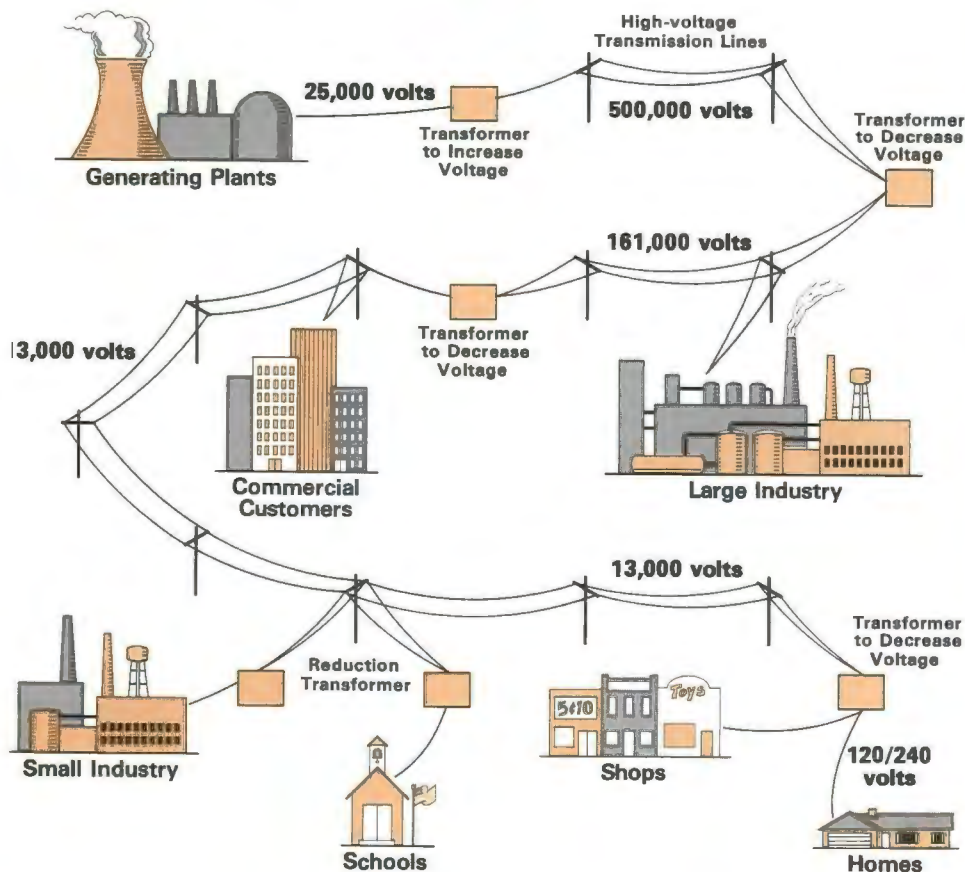 High-voltage
Transmission Lines
25,000 volts
500,000 volts
Transformer
to Increase
Voltage
Transformer
to Decrease
Voltage
Generating Plants
161,000 volts
13,000 volts
Transformer
to Decrease
Voltage
Commercial
Customers
Large Industry
13,000 volts
Reduction
Transformer
Transformer
to Decrease
Voltage
5¢10
Toys
Small Industry
Shops
120/240
volts
Schools
Homes